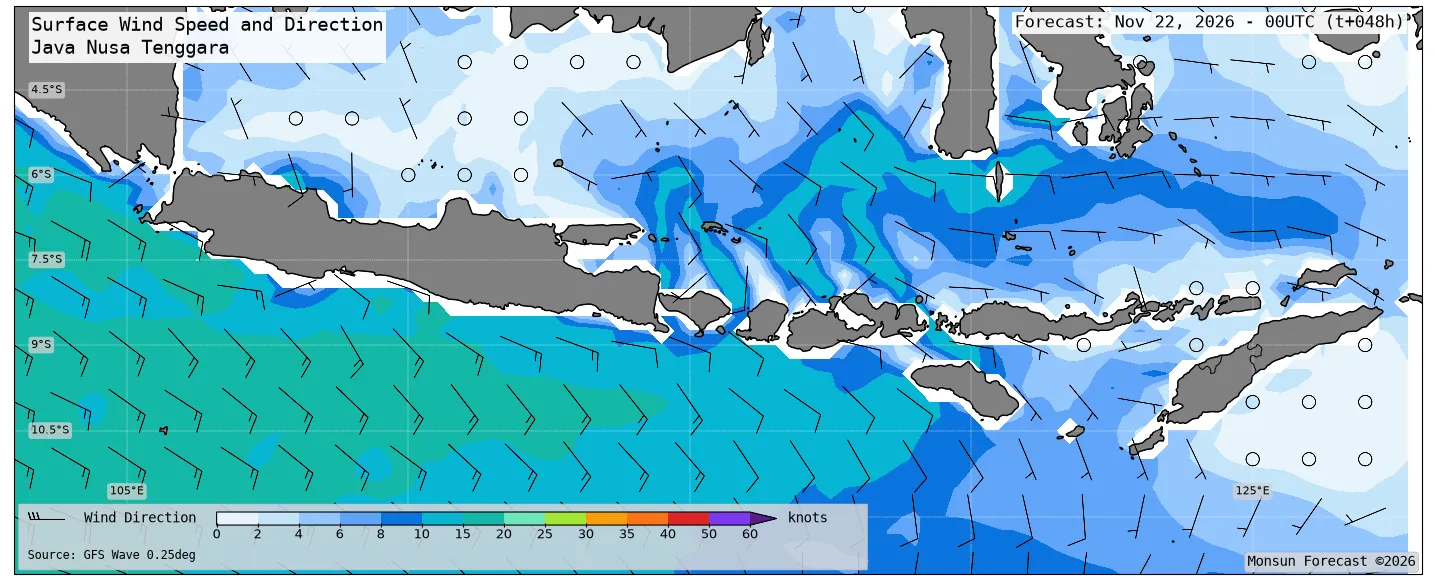 Surface Wind Speed and Direction
Java Nusa Tenggara
Forecast: Nov 22, 2026 - 00UTC (t+048h)
4.5°S
6°S
7.5°S
9°S
10.5°S
105°E
125°E
Wind Direction
0 2 4 6 8 10 15 20 25 30 35 40 50 60
knots
Source: GFS Wave 0.25deg
Monsun Forecast ©2026